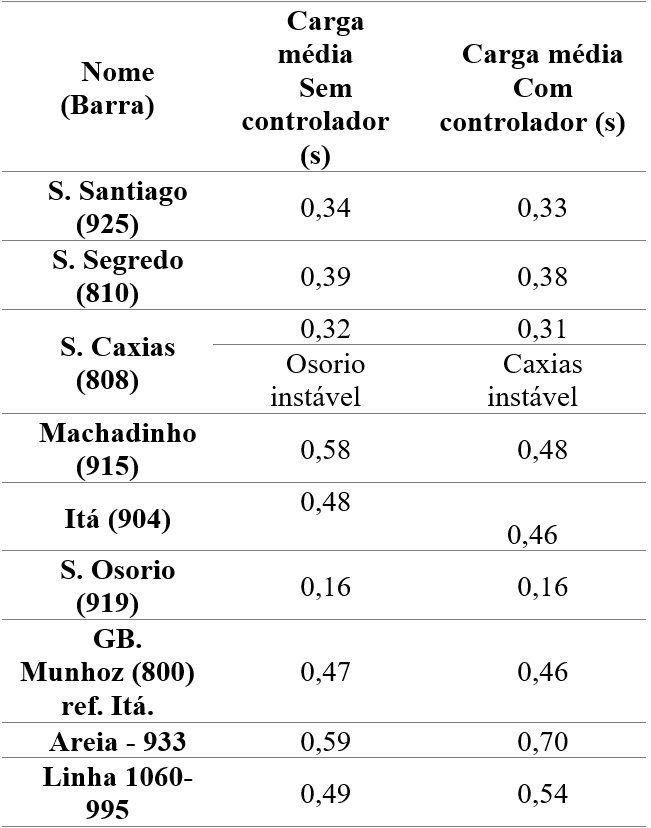 Nome
(Barra)
Carga
média
Sem
controlador
(s)
Carga média
Com
controlador (s)
S. Santiago
(925)
0,34
0,33
S. Segredo
(810)
0,39
0,38
S. Caxias
(808)
0,32
0,31
Osorio
instável
Caxias
instável
Machadinho
(915)
0,58
0,48
Itá (904)
0,48
0,46
S. Osorio
(919)
0,16
0,16
GB.
Munhoz (800)
ref. Itá.
0,47
0,46
Areia - 933
0,59
0,70
Linha 1060-
995
0,49
0,54